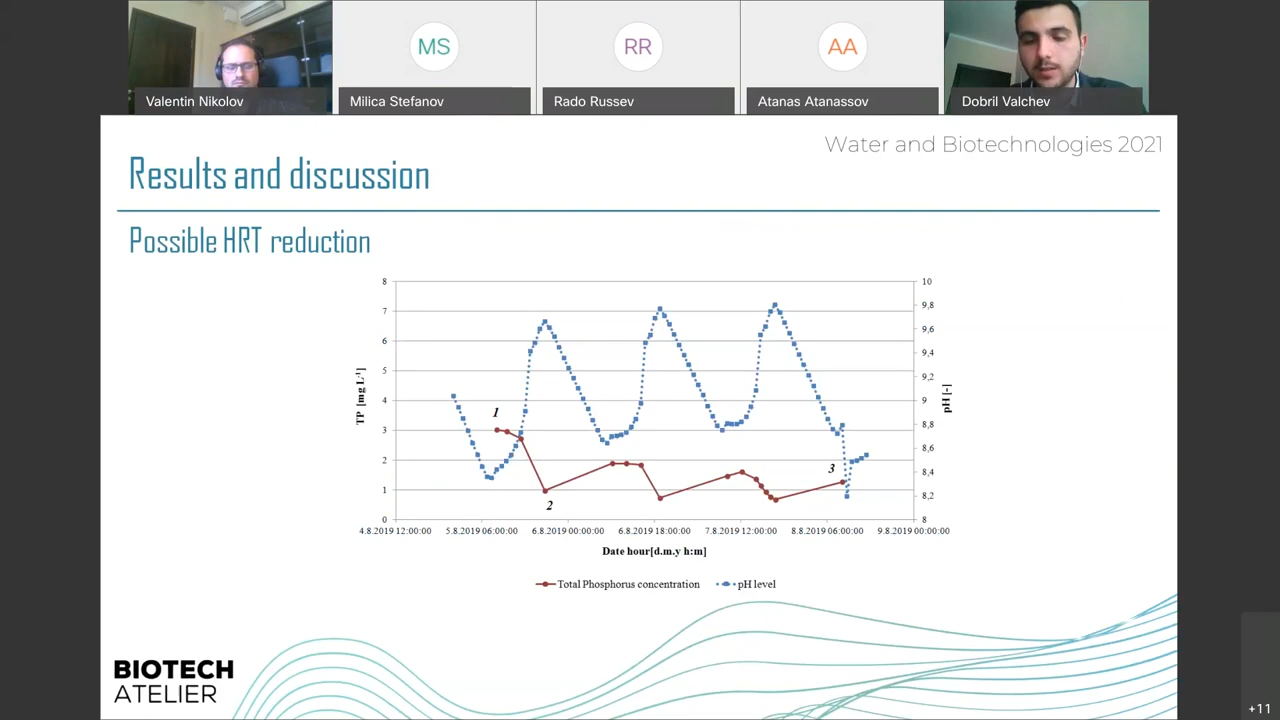 MS
RR
AA
Valentin Nikolov
Milica Stefanov
Rado Russev
Atanas Atanassov
Dobril Valchev
Water and Biotechnologies 2021
Results and discussion
Possible HRT reduction
8
7
6
5
4
3
2
1
0
TP [mg L-1]
10
9,8
9,6
9,4
9,2
9
8,8
8,6
8,4
8,2
8
pH [-]
1
2
3
4.8.2019 12:00:00
5.8.2019 06:00:00
6.8.2019 00:00:00
6.8.2019 18:00:00
7.8.2019 12:00:00
8.8.2019 06:00:00
9.8.2019 00:00:00
Date hour[d.m.y h:m]
Total Phosphorus concentration
pH level
BIOTECH
ATELIER
+11